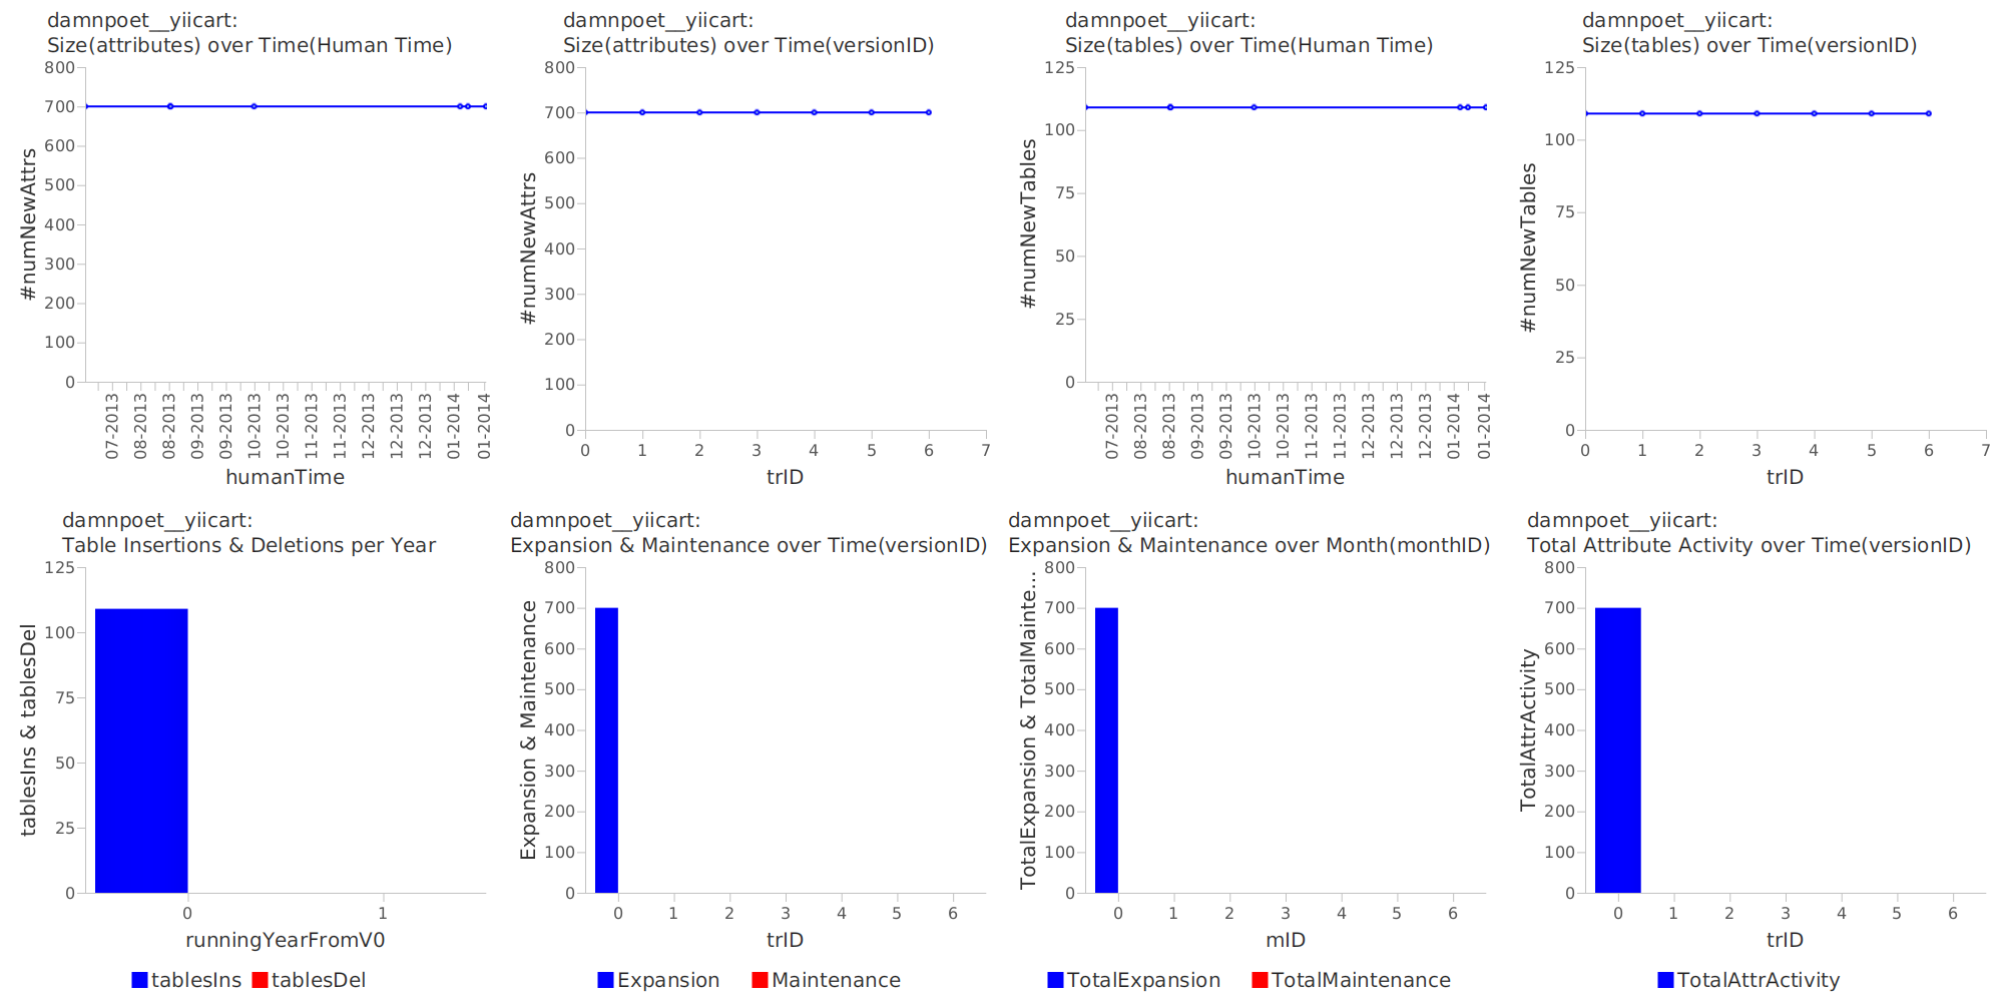 damnpoet__yiicart:
Size(attributes) over Time(Human Time)
800
700
600
500
400
300
200
100
0
#numNewAttrs
07-2013
08-2013
08-2013
09-2013
09-2013
10-2013
10-2013
11-2013
11-2013
12-2013
12-2013
12-2013
01-2014
01-2014
humanTime
damnpoet__yiicart:
Size(attributes) over Time(versionID)
800
700
600
500
400
300
200
100
0
#numNewAttrs
0 1 2 3 4 5 6 7
trID
damnpoet__yiicart:
Size(tables) over Time(Human Time)
125
100
75
50
25
0
#numNewTables
07-2013
08-2013
08-2013
09-2013
09-2013
10-2013
10-2013
11-2013
11-2013
12-2013
12-2013
12-2013
01-2014
01-2014
humanTime
damnpoet__yiicart:
Size(tables) over Time(versionID)
125
100
75
50
25
0
#numNewTables
0 1 2 3 4 5 6 7
trID
damnpoet__yiicart:
Table Insertions & Deletions per Year
125
100
75
50
25
0
tablesIns & tablesDel
0 1
runningYearFromV0
tablesIns tablesDel
damnpoet__yiicart:
Expansion & Maintenance over Time(versionID)
800
700
600
500
400
300
200
100
0
Expansion & Maintenance
0 1 2 3 4 5 6
trID
Expansion Maintenance
damnpoet__yiicart:
Expansion & Maintenance over Month(monthID)
800
700
600
500
400
300
200
100
0
TotalExpansion & TotalMainte...
0 1 2 3 4 5 6
mID
TotalExpansion TotalMaintenance
damnpoet__yiicart:
Total Attribute Activity over Time(versionID)
800
700
600
500
400
300
200
100
0
TotalAttrActivity
0 1 2 3 4 5 6
trID
TotalAttrActivity